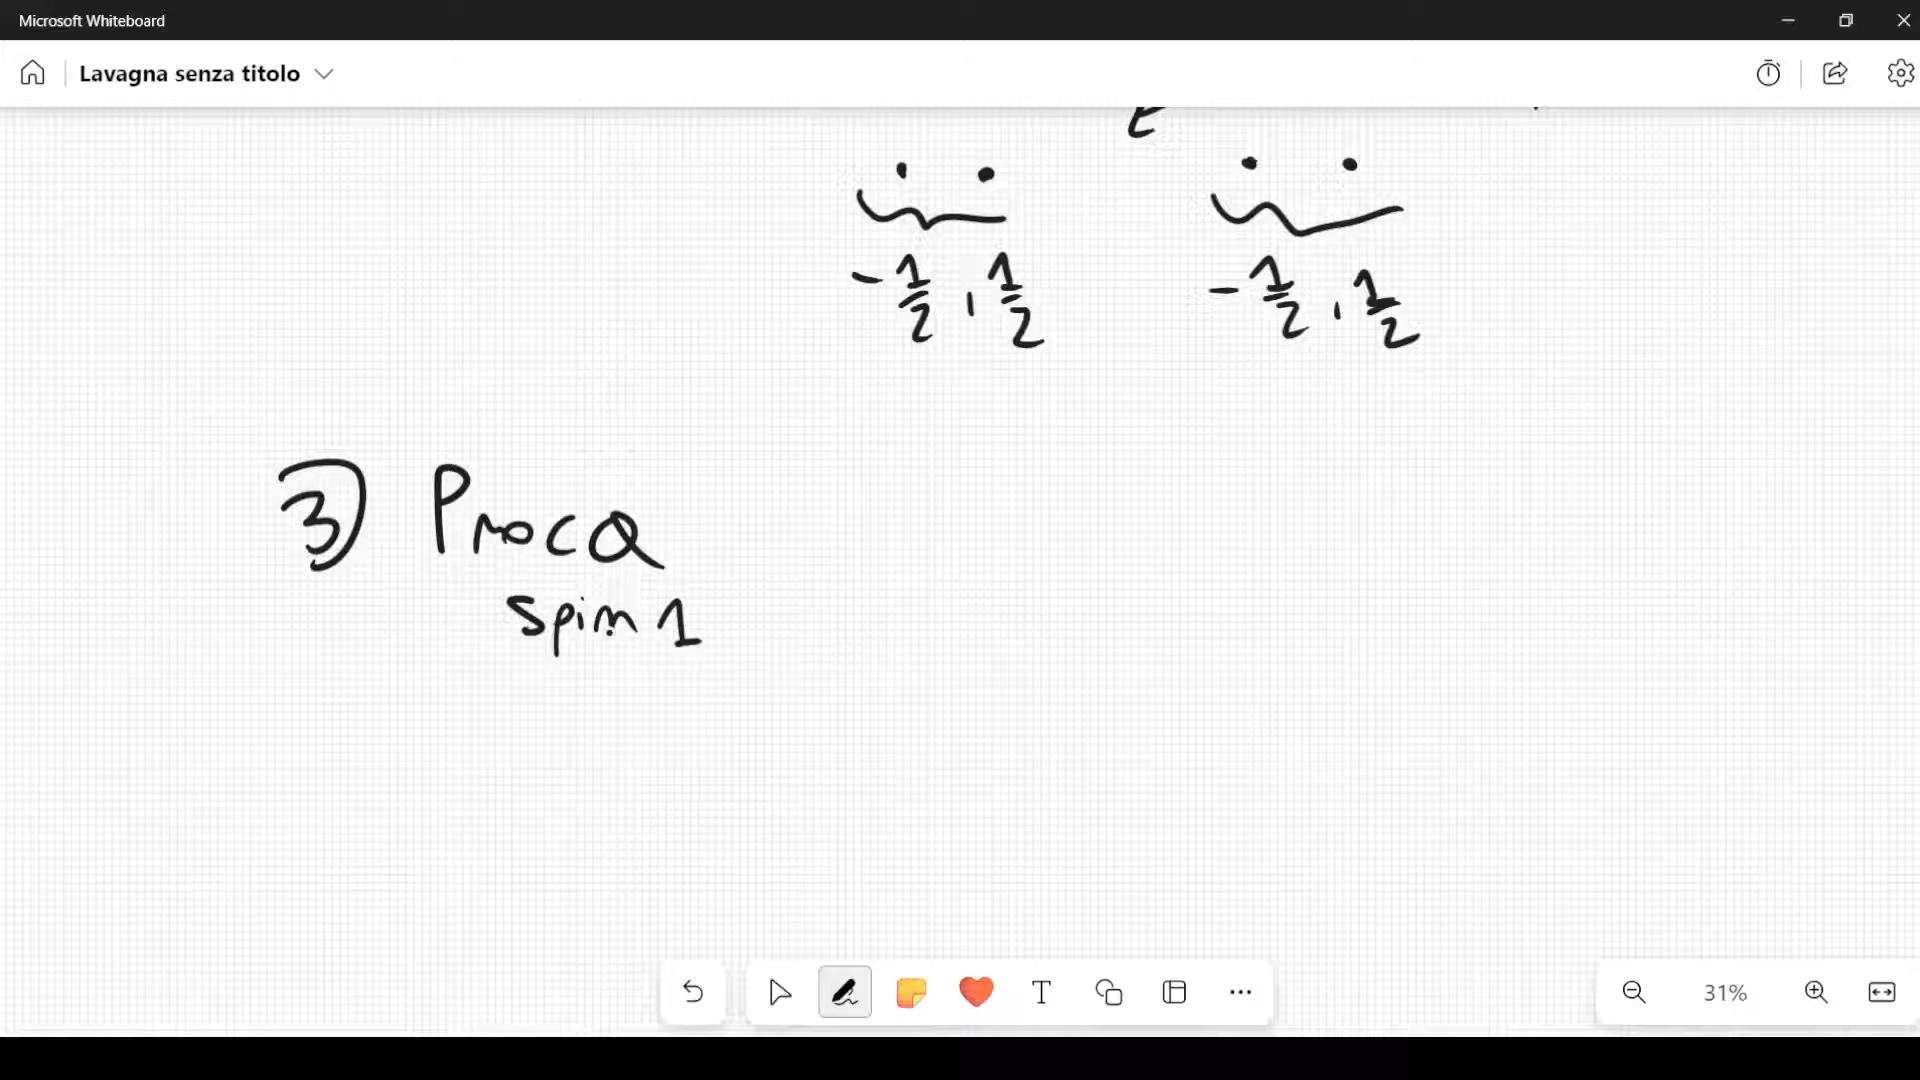 Microsoft Whiteboard
Lavagna senza titolo
E
- 1/2 , 1/2
- 1/2 , 1/2
3) Proca
spin 1
T
31%